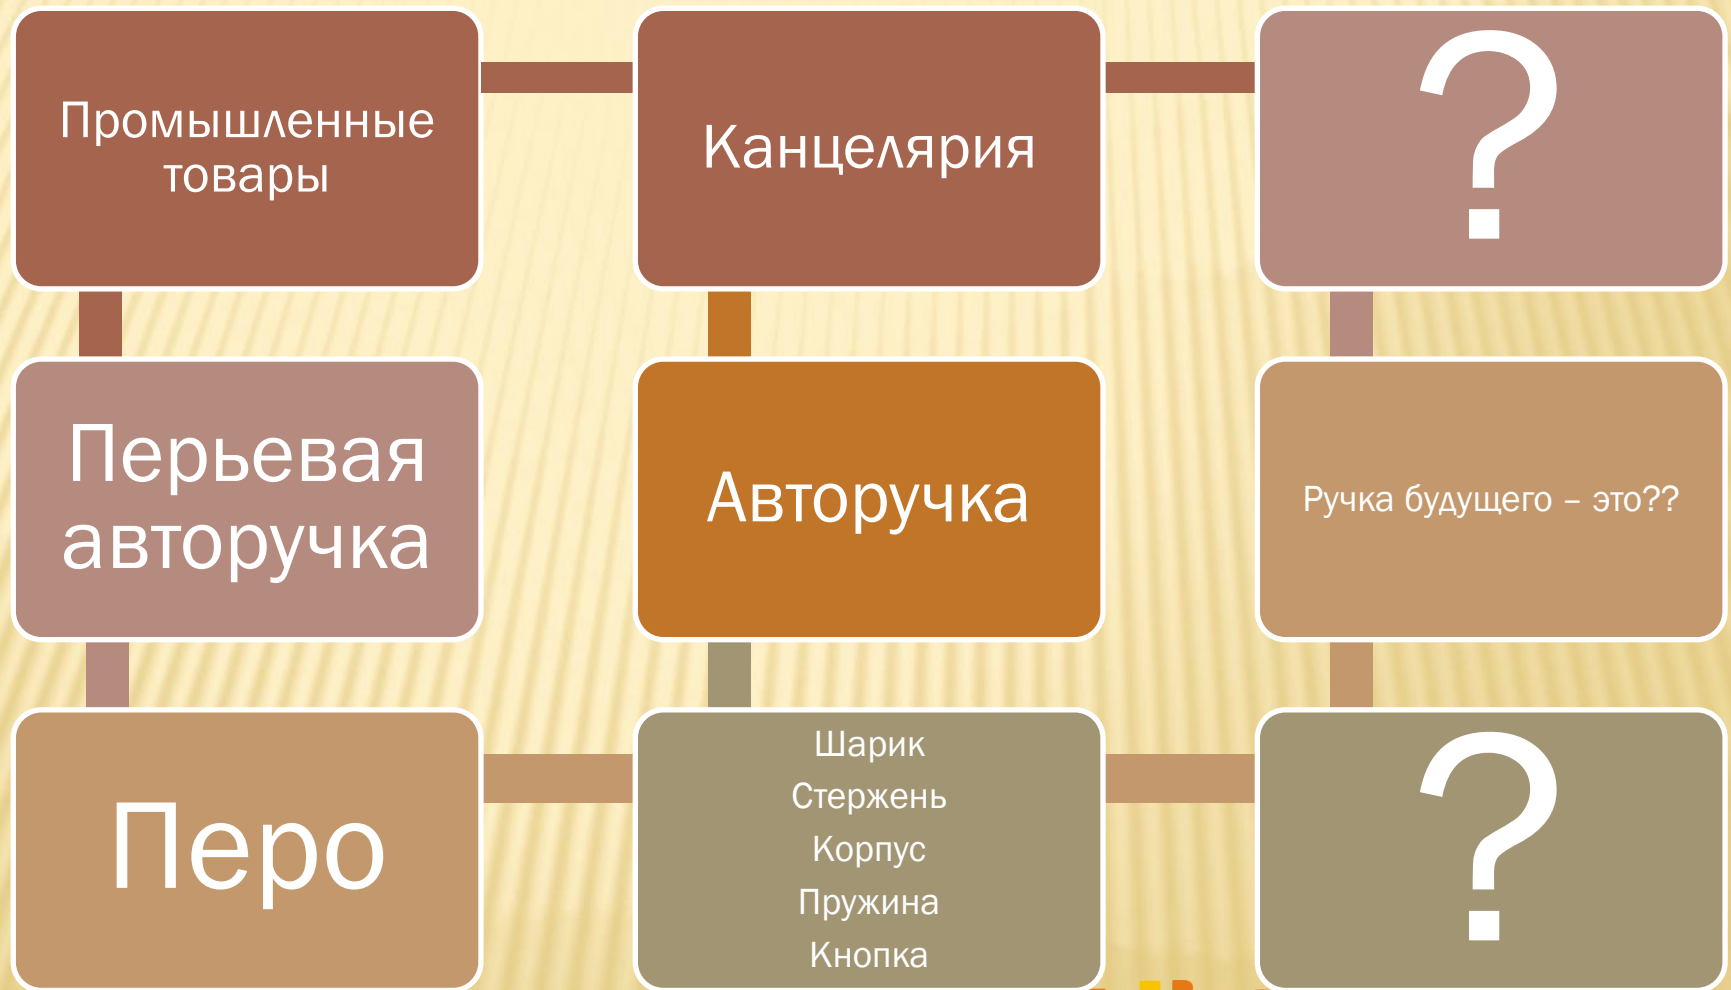 Промышленные
товары
Канцелярия
?
Перьевая
авторучка
Авторучка
Ручка будущего – это??
Перо
Шарик
Стержень
Корпус
Пружина
Кнопка
?